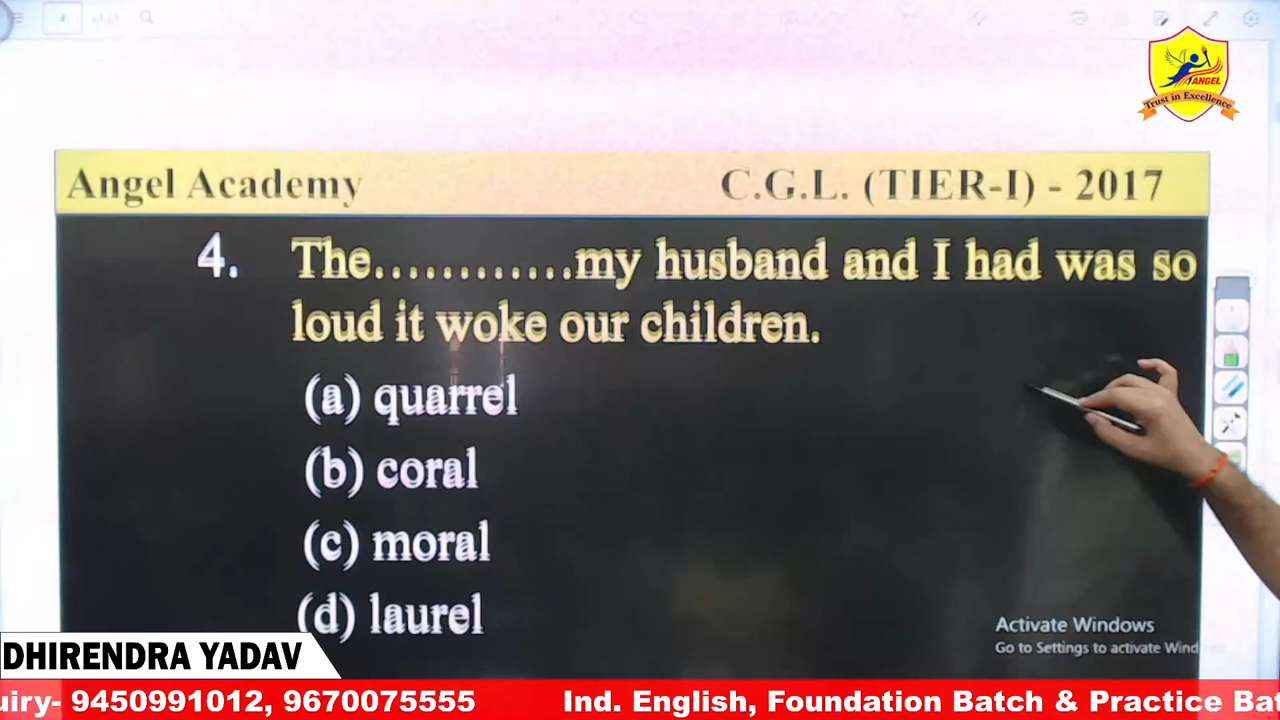 4
ANGEL
Trust in Excellence
Angel Academy C.G.L. (TIER-I) - 2017
4. The............my husband and I had was so
loud it woke our children.
(a) quarrel
(b) coral
(c) moral
(d) laurel
Activate Windows
Go to Settings to activate Wind
DHIRENDRA YADAV
uiry- 9450991012, 9670075555 Ind. English, Foundation Batch & Practice Bat